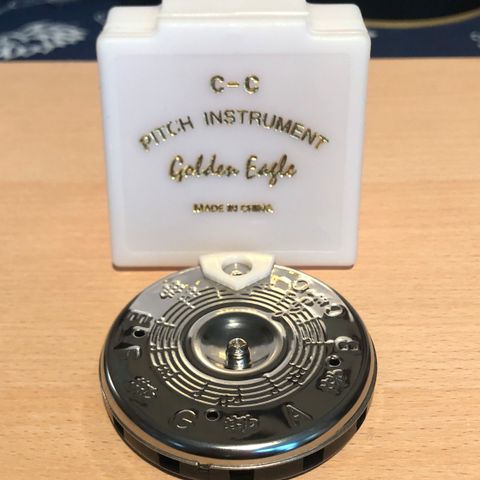 C-C
PITCH INSTRUMENT
Golden Eagle
MADE IN CHINA
B
A
G